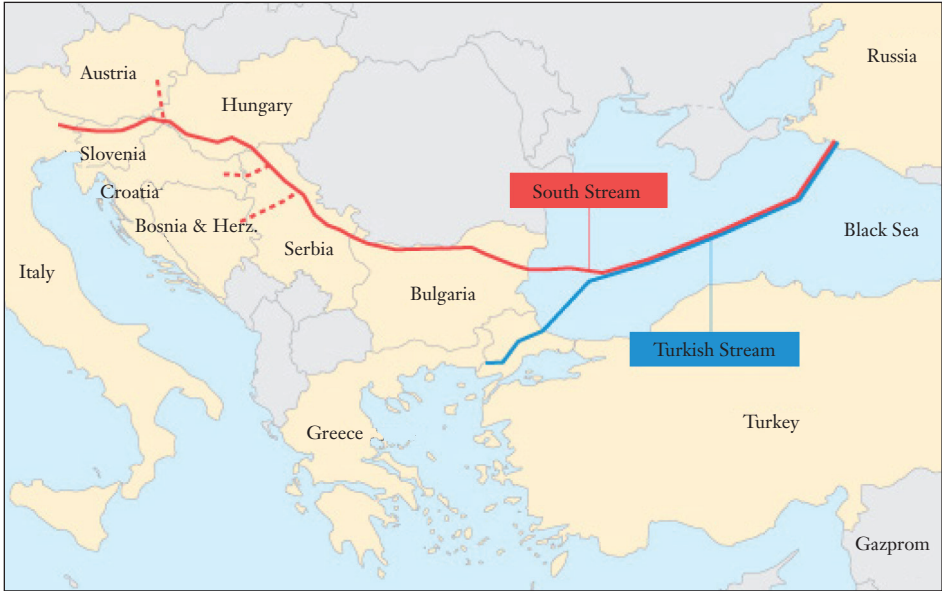 Russia
Austria
Hungary
Slovenia
South Stream
Croatia
Bosnia & Herz.
Black Sea
Serbia
Italy
Bulgaria
Turkish Stream
Turkey
Greece
Gazprom